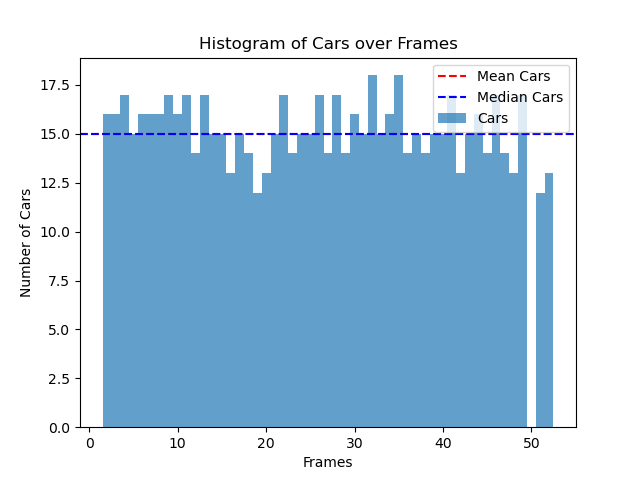 Histogram of Cars over Frames
Mean Cars
Median Cars
Cars
17.5
15.0
12.5
10.0
7.5
5.0
2.5
0.0
Number of Cars
0 10 20 30 40 50
Frames